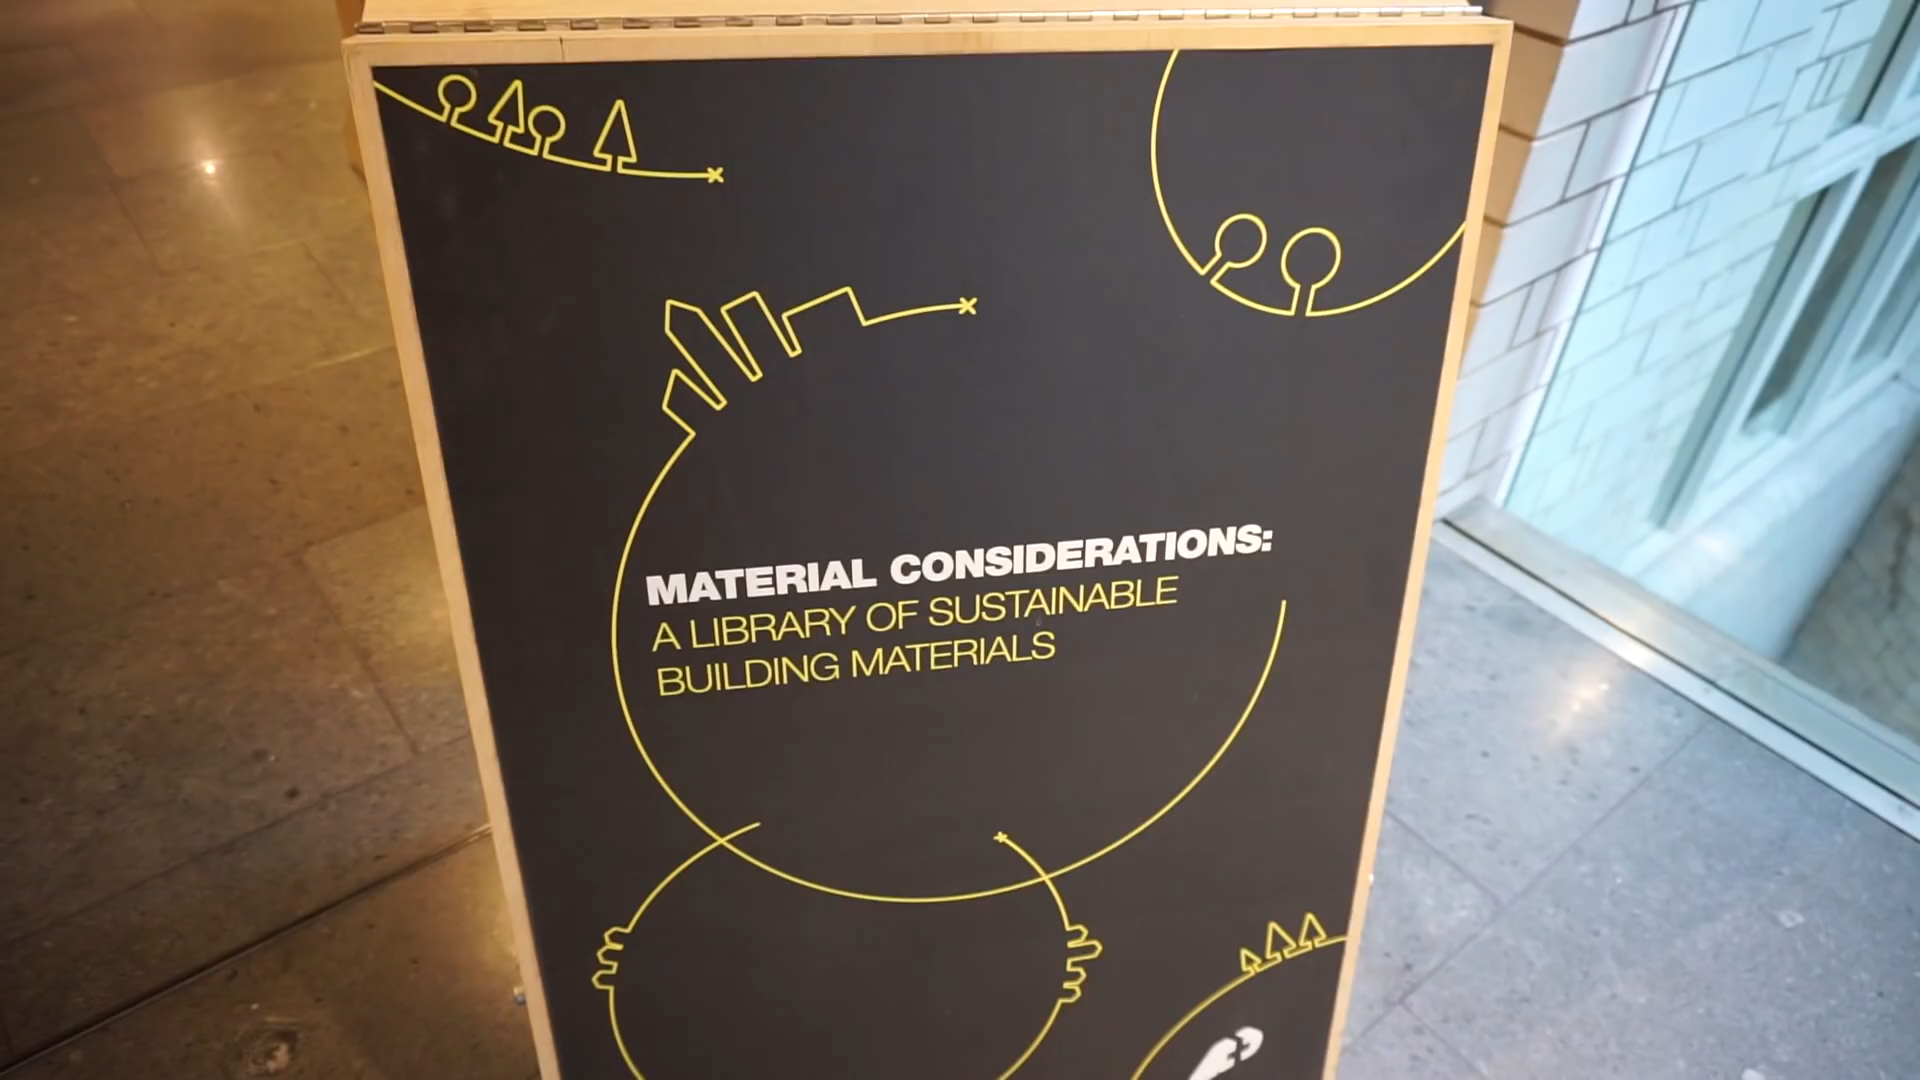 MATERIAL CONSIDERATIONS:
A LIBRARY OF SUSTAINABLE
BUILDING MATERIALS